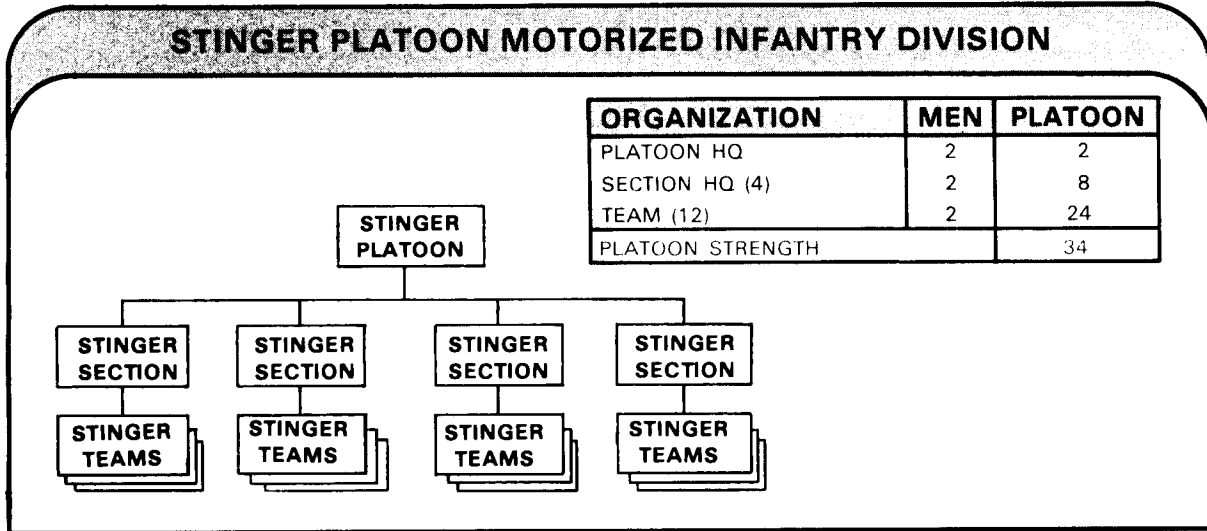 STINGER PLATOON MOTORIZED INFANTRY DIVISION
ORGANIZATION MEN PLATOON
PLATOON HQ 2 2
SECTION HQ (4) 2 8
TEAM (12) 2 24
PLATOON STRENGTH 34
STINGER
PLATOON
STINGER
SECTION
STINGER
SECTION
STINGER
SECTION
STINGER
SECTION
STINGER
TEAMS
STINGER
TEAMS
STINGER
TEAMS
STINGER
TEAMS